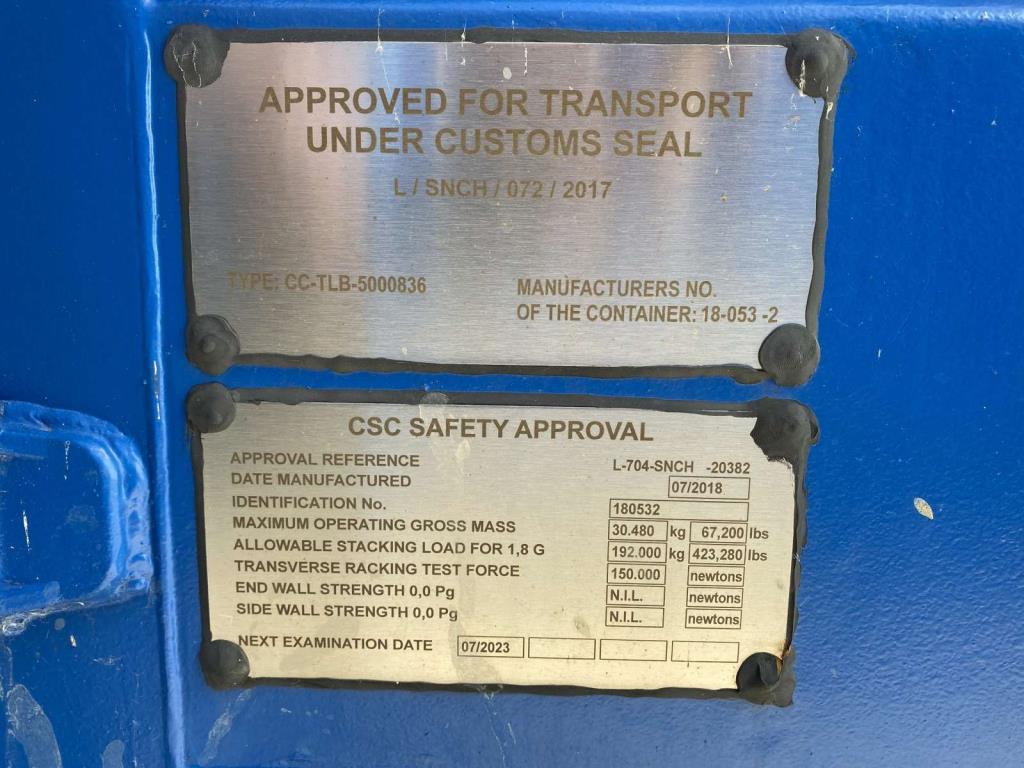 APPROVED FOR TRANSPORT
UNDER CUSTOMS SEAL
L / SNCH / 072 / 2017
TYPE: CC-TLB-5000836
MANUFACTURERS NO.
OF THE CONTAINER: 18-053 -2
CSC SAFETY APPROVAL
APPROVAL REFERENCE L-704-SNCH -20382
DATE MANUFACTURED 07/2018
IDENTIFICATION No. 180532
MAXIMUM OPERATING GROSS MASS 30.480 kg 67,200 lbs
ALLOWABLE STACKING LOAD FOR 1,8 G 192.000 kg 423,280 lbs
TRANSVERSE RACKING TEST FORCE 150.000 newtons
END WALL STRENGTH 0,0 Pg N.I.L. newtons
SIDE WALL STRENGTH 0,0 Pg N.I.L. newtons
NEXT EXAMINATION DATE 07/2023